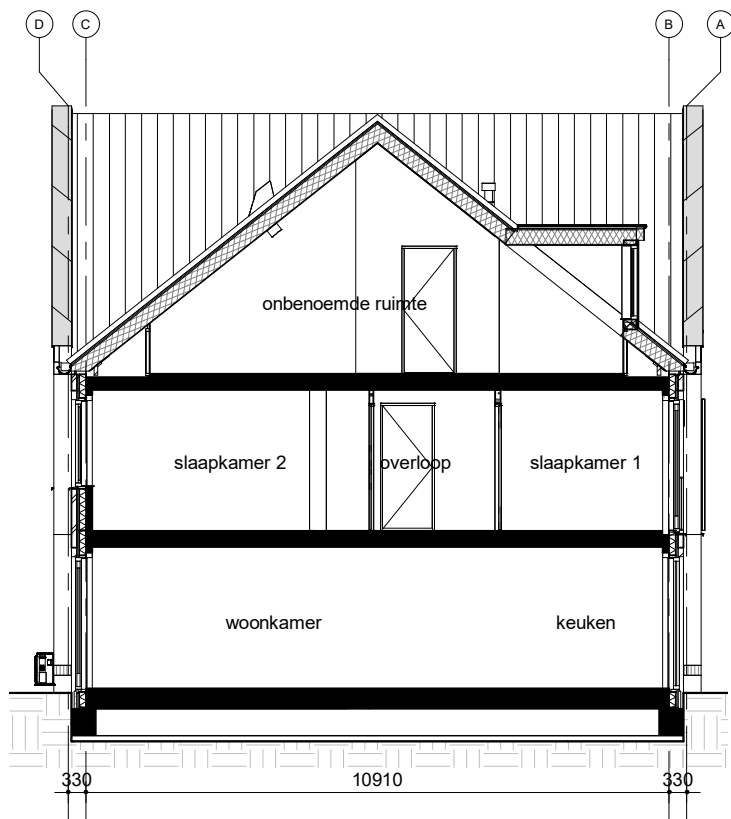 D C B A
onbenoemde ruimte
slaapkamer 2 overloop slaapkamer 1
woonkamer keuken
330 10910 330